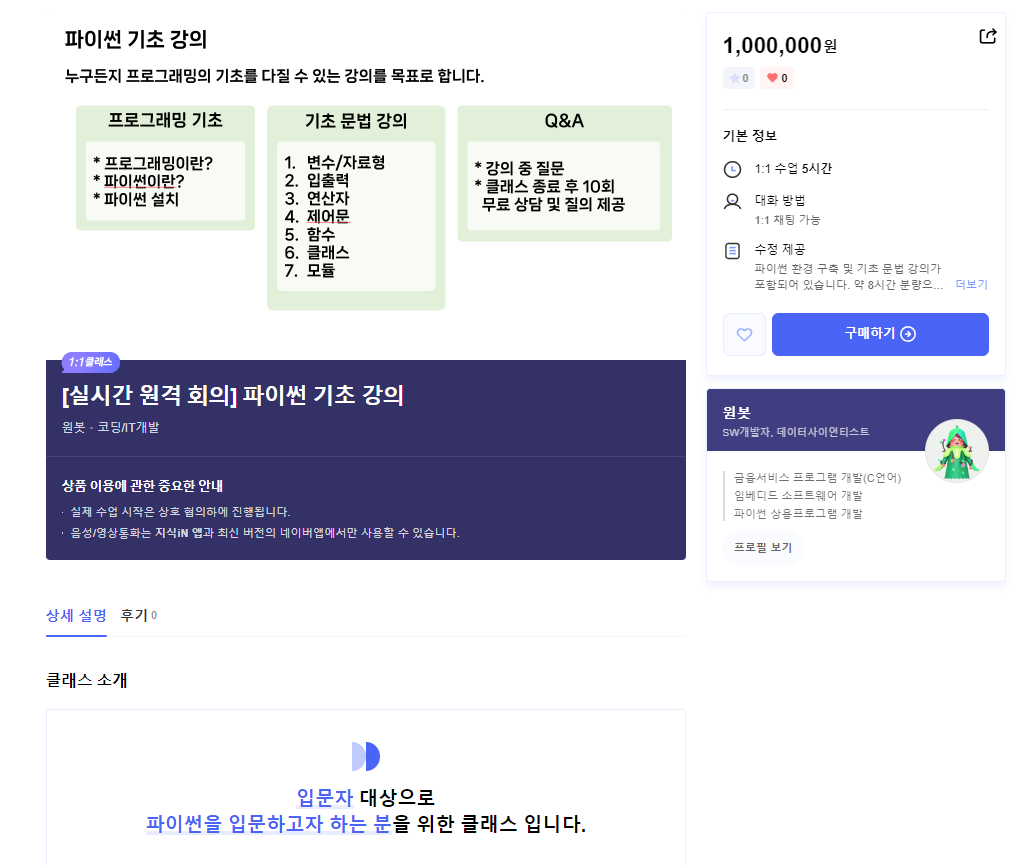 파이썬 기초 강의
누구든지 프로그래밍의 기초를 다질 수 있는 강의를 목표로 합니다.
프로그래밍 기초
* 프로그래밍이란?
* 파이썬이란?
* 파이썬 설치
기초 문법 강의
1. 변수/자료형
2. 입출력
3. 연산자
4. 제어문
5. 함수
6. 클래스
7. 모듈
Q&A
* 강의 중 질문
* 클래스 종료 후 10회
무료 상담 및 질의 제공
1:1클래스
[실시간 원격 회의] 파이썬 기초 강의
원봇 - 코딩/IT개발
상품 이용에 관한 중요한 안내
· 실제 수업 시작은 상호 협의하에 진행됩니다.
· 음성/영상통화는 지식iN 앱과 최신 버전의 네이버앱에서만 사용할 수 있습니다.
상세 설명 후기 0
클래스 소개
입문자 대상으로
파이썬을 입문하고자 하는 분을 위한 클래스 입니다.
1,000,000원
0 0
기본 정보
1:1 수업 5시간
대화 방법
1:1 채팅 가능
수정 제공
파이썬 환경 구축 및 기초 문법 강의가
포함되어 있습니다. 약 8시간 분량으... 더보기
구매하기
원봇
SW개발자, 데이터사이언티스트
금융서비스 프로그램 개발(C언어)
임베디드 소프트웨어 개발
파이썬 상용프로그램 개발
프로필 보기